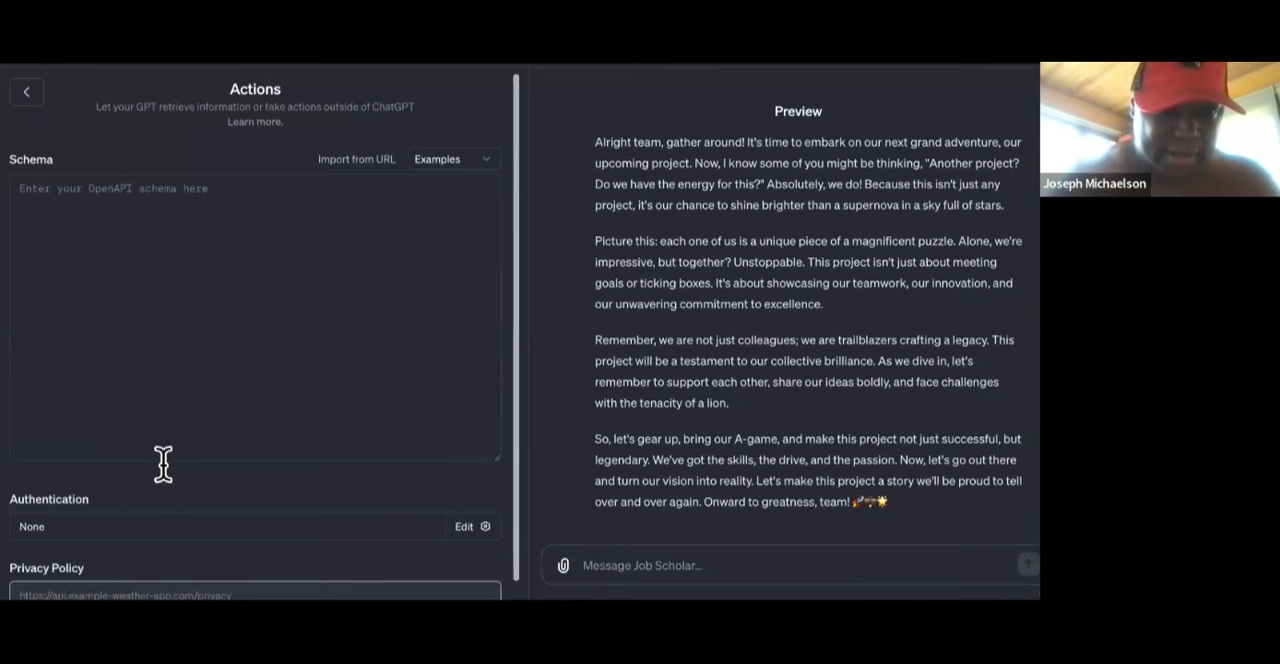 Actions
Let your GPT retrieve information or take actions outside of ChatGPT
Learn more.
Schema
Import from URL
Examples
Enter your OpenAPI schema here
Authentication
None
Edit
Privacy Policy
https://api.example-weather-app.com/privacy
Preview
Alright team, gather around! It's time to embark on our next grand adventure, our
upcoming project. Now, I know some of you might be thinking, "Another project?
Do we have the energy for this?" Absolutely, we do! Because this isn't just any
project, it's our chance to shine brighter than a supernova in a sky full of stars.
Picture this: each one of us is a unique piece of a magnificent puzzle. Alone, we're
impressive, but together? Unstoppable. This project isn't just about meeting
goals or ticking boxes. It's about showcasing our teamwork, our innovation, and
our unwavering commitment to excellence.
Remember, we are not just colleagues; we are trailblazers crafting a legacy. This
project will be a testament to our collective brilliance. As we dive in, let's
remember to support each other, share our ideas boldly, and face challenges
with the tenacity of a lion.
So, let's gear up, bring our A-game, and make this project not just successful, but
legendary. We've got the skills, the drive, and the passion. Now, let's go out there
and turn our vision into reality. Let's make this project a story we'll be proud to tell
over and over again. Onward to greatness, team!
Message Job Scholar...
Joseph Michaelson